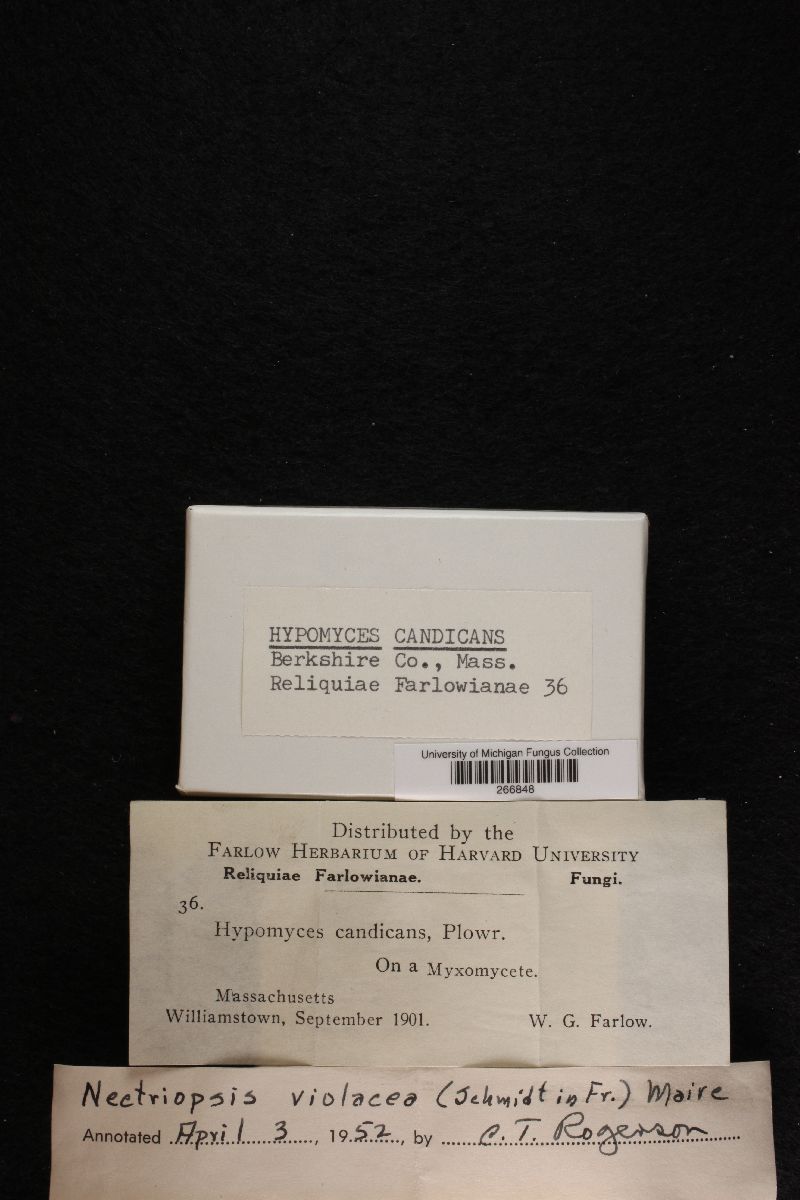 HYPOMYCES CANDICANS
Berkshire Co., Mass.
Reliquiae Farlowianae 36
University of Michigan Fungus Collection
266848
Distributed by the
FARLOW HERBARIUM OF HARVARD UNIVERSITY
Reliquiae Farlowianae. Fungi.
36.
Hypomyces candicans, Plowr.
On a Myxomycete.
Massachusetts
Williamstown, September 1901. W. G. Farlow.
Nectriopsis violacea (Schmidt in Fr.) Maire
Annotated April 3, 1952, by C. T. Rogerson